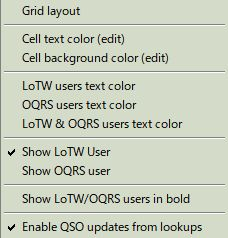 Grid layout
Cell text color (edit)
Cell background color (edit)
LoTW users text color
OQRS users text color
LoTW & OQRS users text color
Show LoTW User
Show OQRS user
Show LoTW/OQRS users in bold
Enable QSO updates from lookups